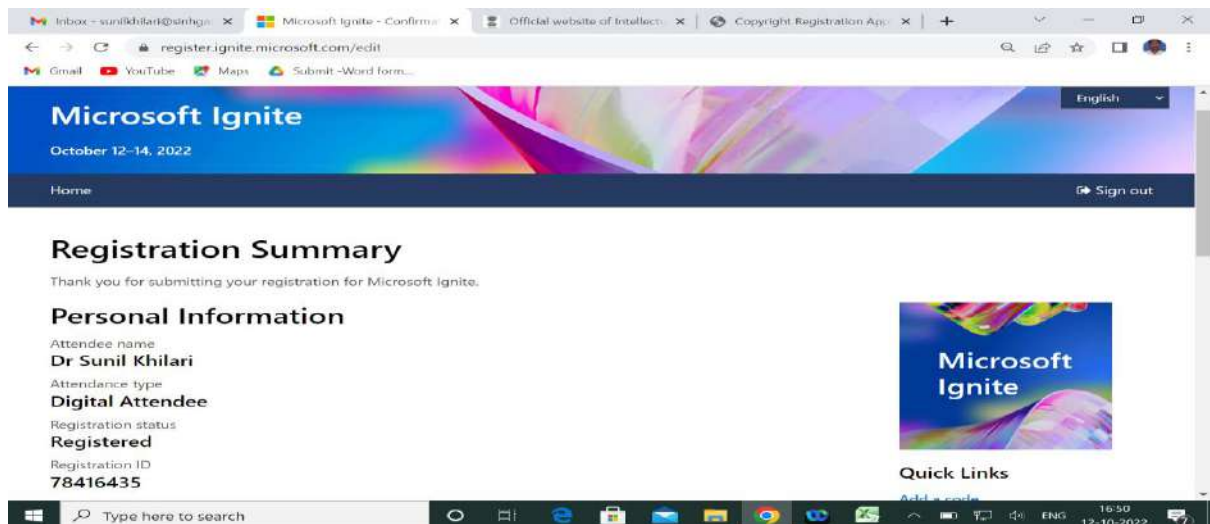 Inbox - sunilkhilari@sinhga
Microsoft Ignite - Confirma
Official website of Intellectu
Copyright Registration App
register.ignite.microsoft.com/edit
Gmail
YouTube
Maps
Submit -Word form...
Microsoft Ignite
English
October 12–14, 2022
Home
Sign out
Registration Summary
Thank you for submitting your registration for Microsoft Ignite.
Personal Information
Attendee name
Dr Sunil Khilari
Attendance type
Digital Attendee
Registration status
Registered
Registration ID
78416435
Microsoft
Ignite
Quick Links
Add a code
Type here to search
ENG
16:50
12-10-2022